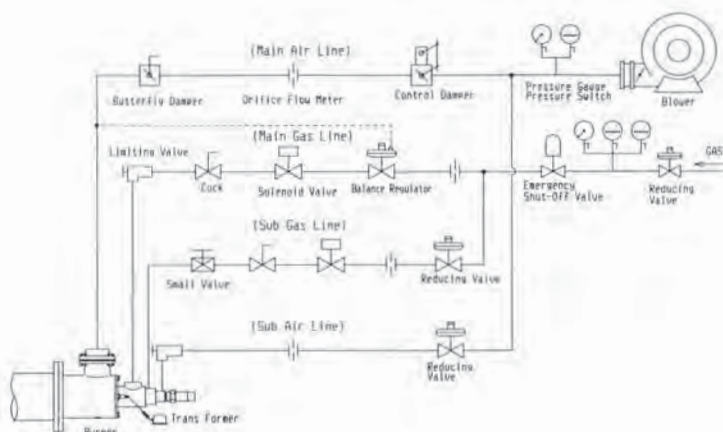 (Main Air Line)
Butterfly Damper
Orifice Flow Meter
Control Damper
Pressure Gauge
Pressure Switch
Blower
(Main Gas Line)
Limiting Valve
Cock
Solenoid Valve
Balance Regulator
Emergency
Shut-Off Valve
Reducing
Valve
GAS
(Sub Gas Line)
Small Valve
Reducing Valve
(Sub Air Line)
Reducing
Valve
Trans Former
Burner